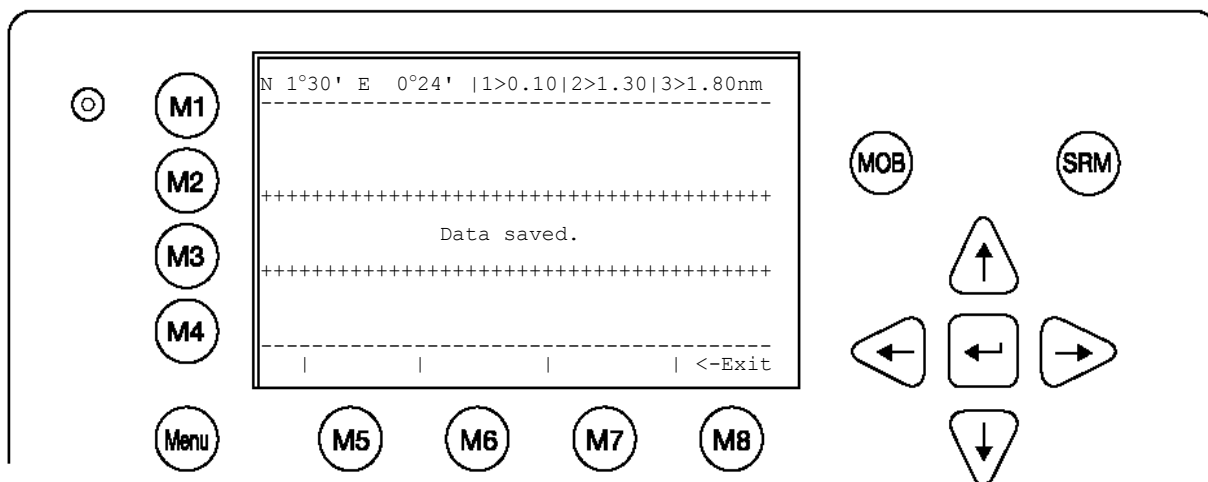 N 1°30' E 0°24' |1>0.10|2>1.30|3>1.80nm
----------------------------------------
M1
M2
MOB
SRM
++++++++++++++++++++++++++++++++++++++++
Data saved.
M3
++++++++++++++++++++++++++++++++++++++++
M4
----------------------------------------
| | | | <-Exit
Menu
M5
M6
M7
M8